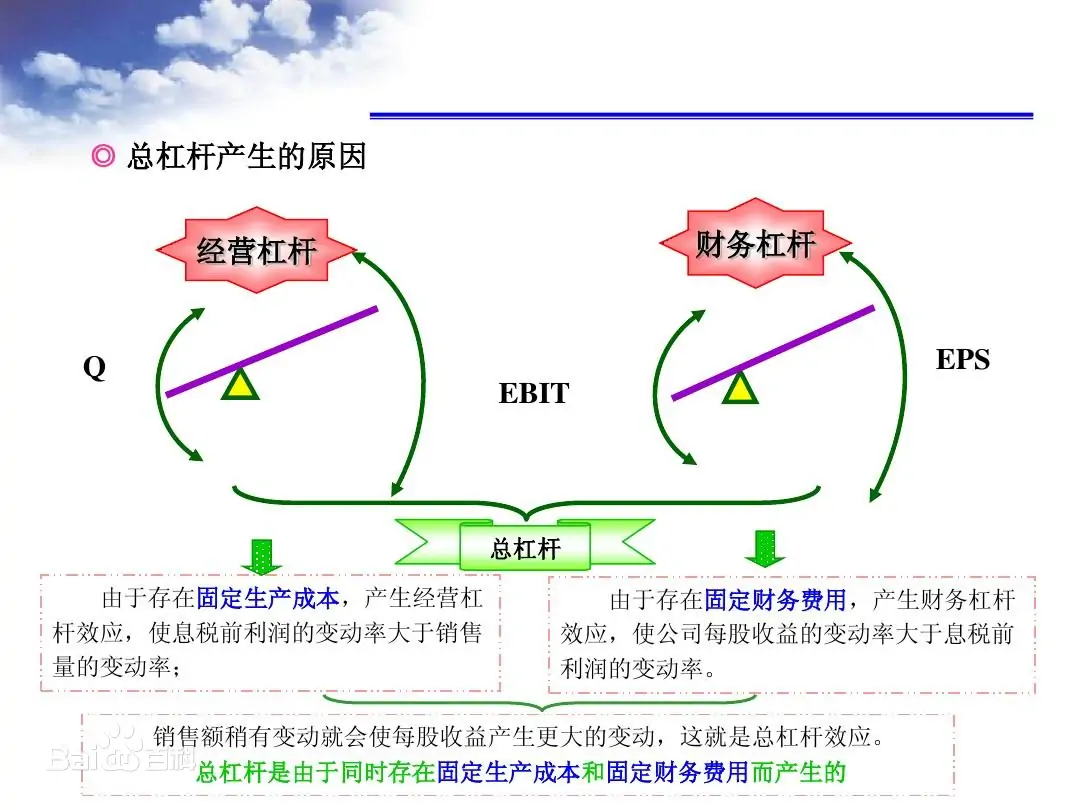 ◎ 总杠杆产生的原因
经营杠杆
财务杠杆
Q
EBIT
EPS
总杠杆
由于存在固定生产成本，产生经营杠
杆效应，使息税前利润的变动率大于销售
量的变动率；
由于存在固定财务费用，产生财务杠杆
效应，使公司每股收益的变动率大于息税前
利润的变动率。
销售额稍有变动就会使每股收益产生更大的变动，这就是总杠杆效应。
总杠杆是由于同时存在固定生产成本和固定财务费用而产生的
Baidu百科